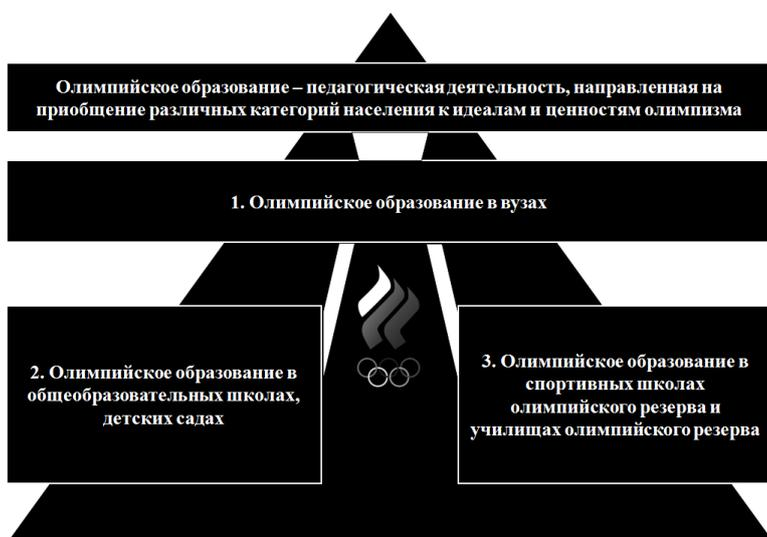 Олимпийское образование – педагогическая деятельность, направленная на
приобщение различных категорий населения к идеалам и ценностям олимпизма
1. Олимпийское образование в вузах
2. Олимпийское образование в
общеобразовательных школах,
детских садах
3. Олимпийское образование в
спортивных школах
олимпийского резерва и
училищах олимпийского резерва